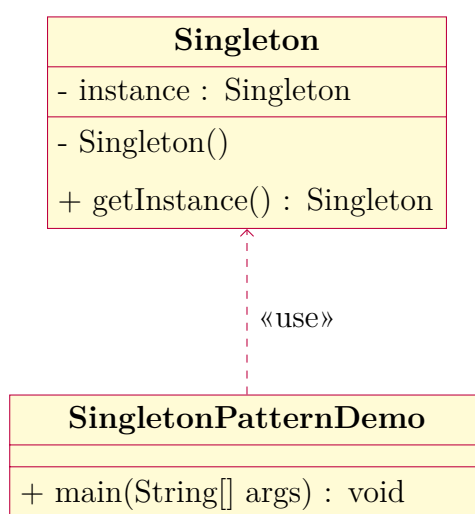 Singleton
- instance : Singleton
- Singleton()
+ getInstance() : Singleton
«use»
SingletonPatternDemo
+ main(String[] args) : void